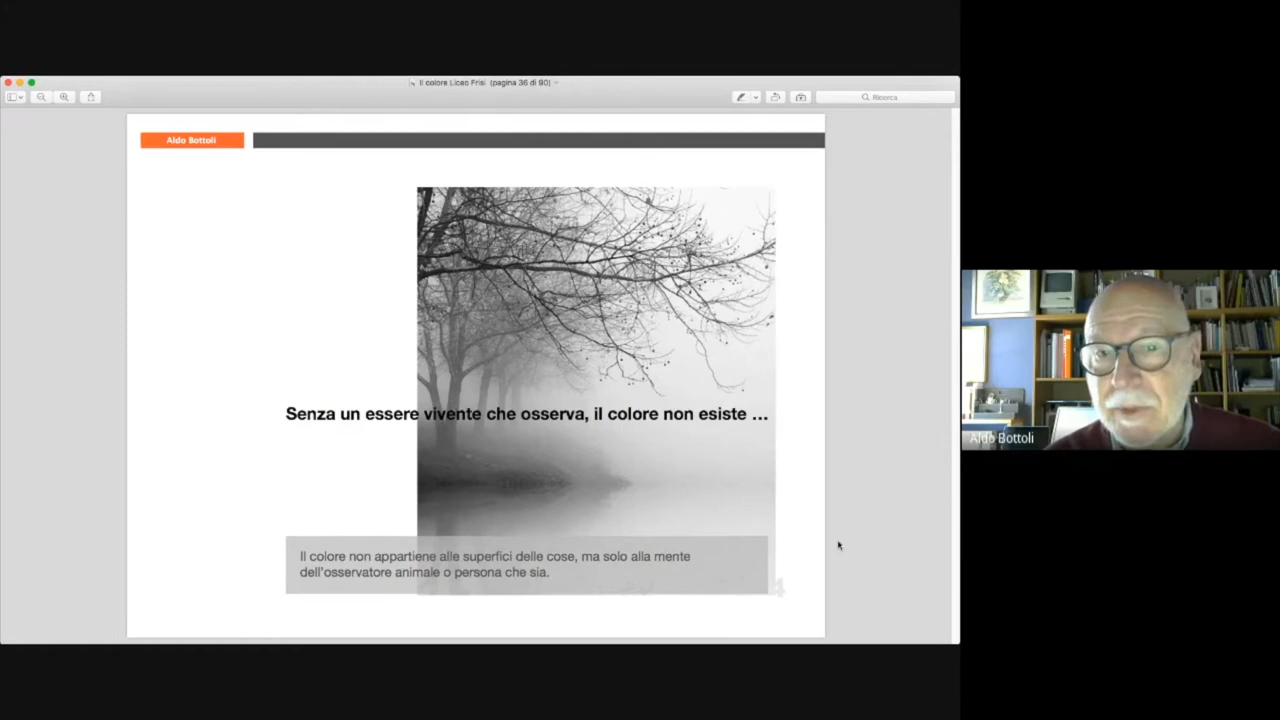 Il colore Liceo Frisi (pagina 36 di 90)
Ricerca
Aldo Bottoli
Senza un essere vivente che osserva, il colore non esiste ...
Il colore non appartiene alle superfici delle cose, ma solo alla mente
dell'osservatore animale o persona che sia.
4
Aldo Bottoli